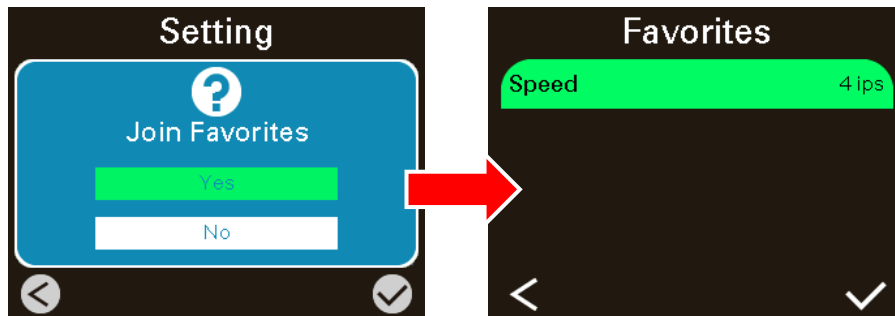 Setting
?
Join Favorites
Yes
No
Favorites
Speed 4 ips